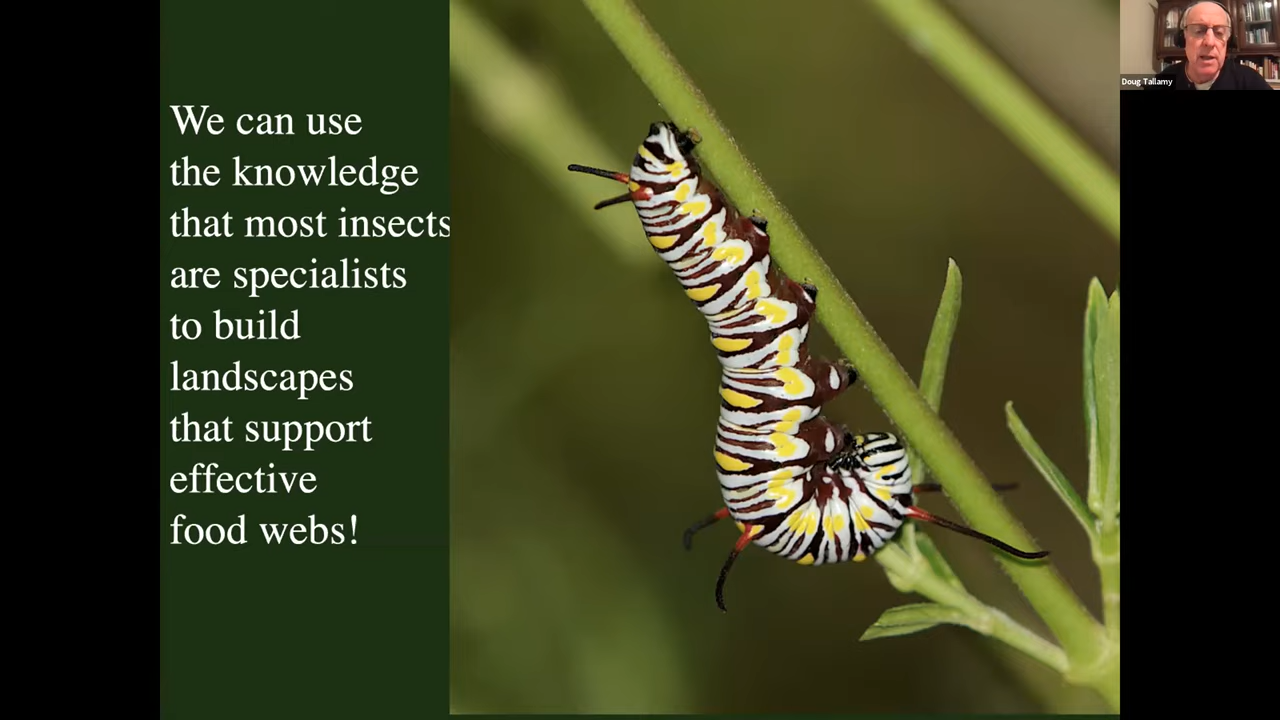 We can use
the knowledge
that most insects
are specialists
to build
landscapes
that support
effective
food webs!
Doug Tallamy